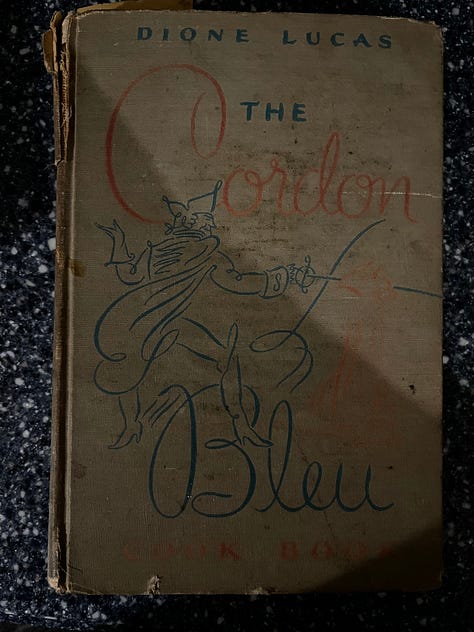 DIONE LUCAS
THE
Cordon
Bleu
COOK BOOK